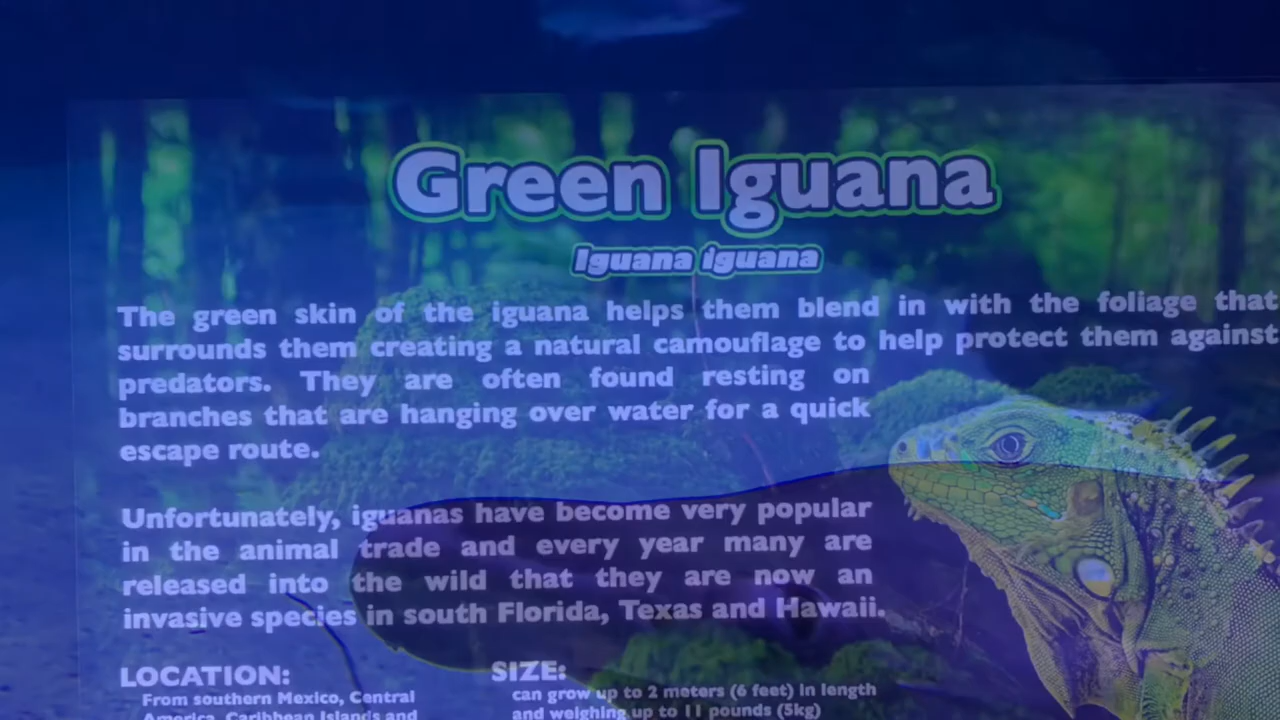 Green Iguana
Iguana iguana
The green skin of the iguana helps them blend in with the foliage that
surrounds them creating a natural camouflage to help protect them against
predators. They are often found resting on
branches that are hanging over water for a quick
escape route.
Unfortunately, iguanas have become very popular
in the animal trade and every year many are
released into the wild that they are now an
invasive species in south Florida, Texas and Hawaii.
LOCATION:
From southern Mexico, Central
America, Caribbean Islands and
SIZE:
can grow up to 2 meters (6 feet) in length
and weighing up to 11 pounds (5kg)